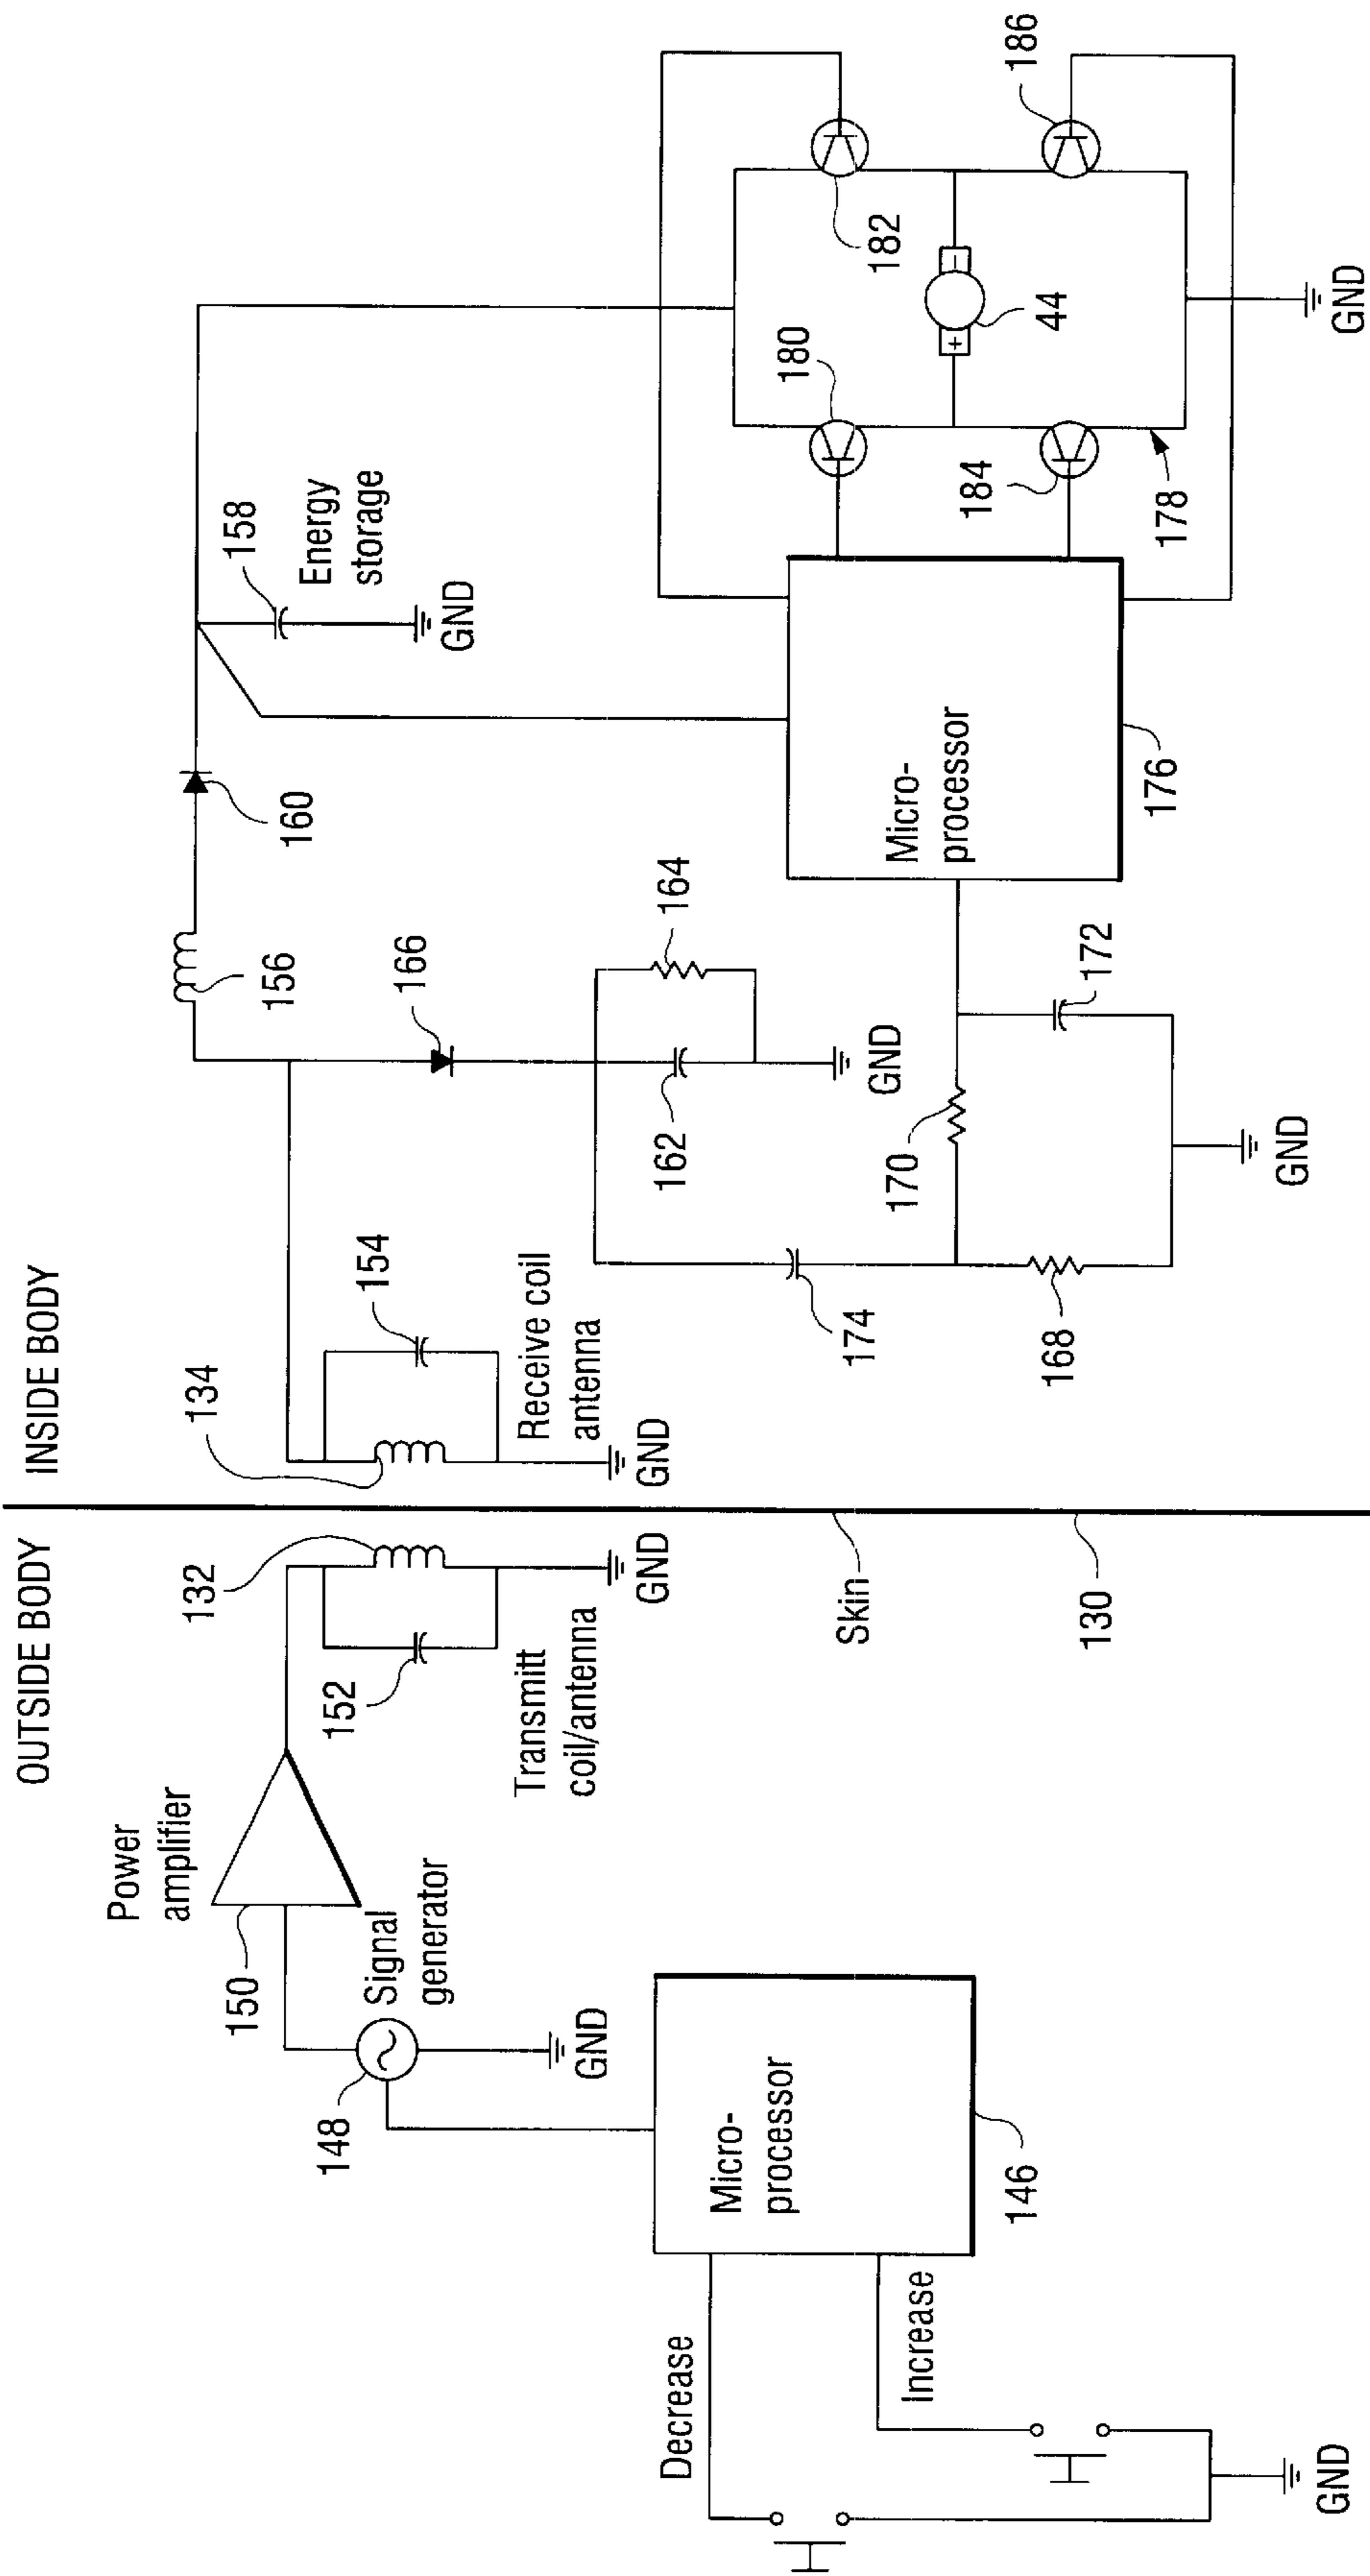 OUTSIDE BODY
INSIDE BODY
Power
amplifier
150
Signal
generator
148
GND
Micro-
processor
146
Decrease
Increase
GND
132
152
Transmitt
coil/antenna
GND
Skin
130
134
154
Receive coil
antenna
GND
156
160
158
Energy
storage
GND
166
164
162
GND
174
170
172
168
GND
Micro-
processor
176
180
182
184
186
44
+
-
178
GND